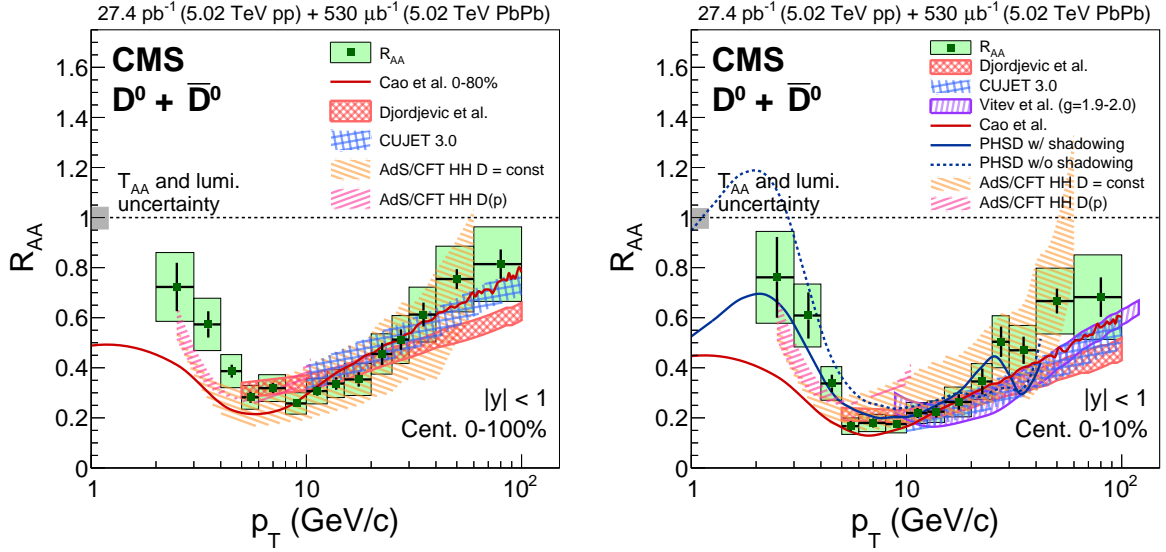 27.4 pb⁻¹ (5.02 TeV pp) + 530 μb⁻¹ (5.02 TeV PbPb)
CMS
D⁰ + D̅⁰
R_AA
Cao et al. 0-80%
Djordjevic et al.
CUJET 3.0
AdS/CFT HH D = const
AdS/CFT HH D(p)
T_AA and lumi.
uncertainty
|y| < 1
Cent. 0-100%
R_AA
1.6
1.4
1.2
1
0.8
0.6
0.4
0.2
0
1
10
10²
p_T (GeV/c)
27.4 pb⁻¹ (5.02 TeV pp) + 530 μb⁻¹ (5.02 TeV PbPb)
CMS
D⁰ + D̅⁰
R_AA
Djordjevic et al.
CUJET 3.0
Vitev et al. (g=1.9-2.0)
Cao et al.
PHSD w/ shadowing
PHSD w/o shadowing
AdS/CFT HH D = const
AdS/CFT HH D(p)
T_AA and lumi.
uncertainty
|y| < 1
Cent. 0-10%
R_AA
1.6
1.4
1.2
1
0.8
0.6
0.4
0.2
0
1
10
10²
p_T (GeV/c)